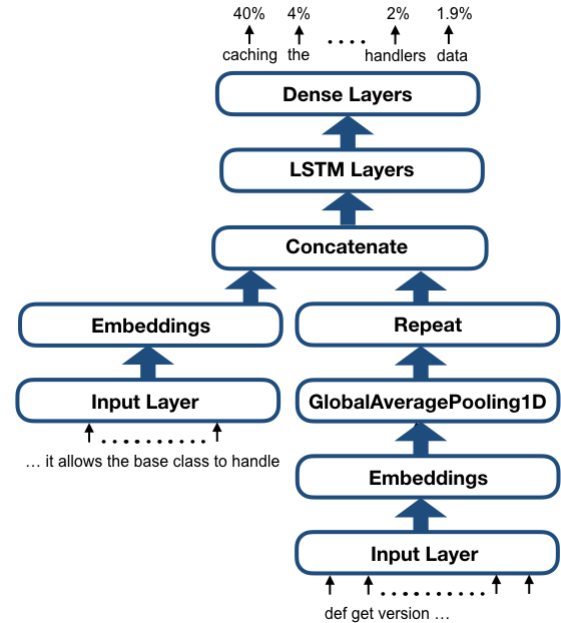 40% 4% 2% 1.9%
caching the .... handlers data
Dense Layers
LSTM Layers
Concatenate
Embeddings
Repeat
Input Layer
GlobalAveragePooling1D
... it allows the base class to handle
Embeddings
Input Layer
def get version ...